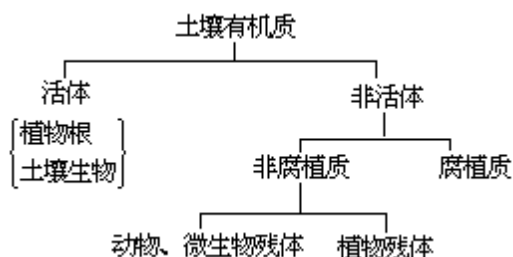 土壤有机质
活体
非活体
植物根
土壤生物
非腐植质
腐植质
动物、微生物残体
植物残体